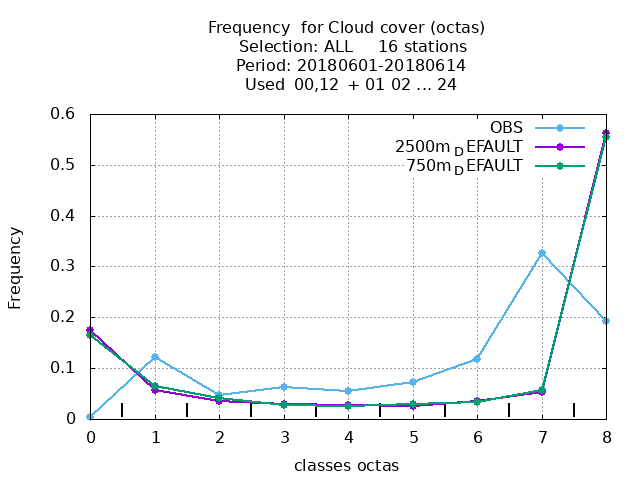 Frequency for Cloud cover (octas)
Selection: ALL 16 stations
Period: 20180601-20180614
Used 00,12 + 01 02 ... 24
OBS
2500m_DEFAULT
750m_DEFAULT
Frequency
0.6
0.5
0.4
0.3
0.2
0.1
0
0 1 2 3 4 5 6 7 8
classes octas